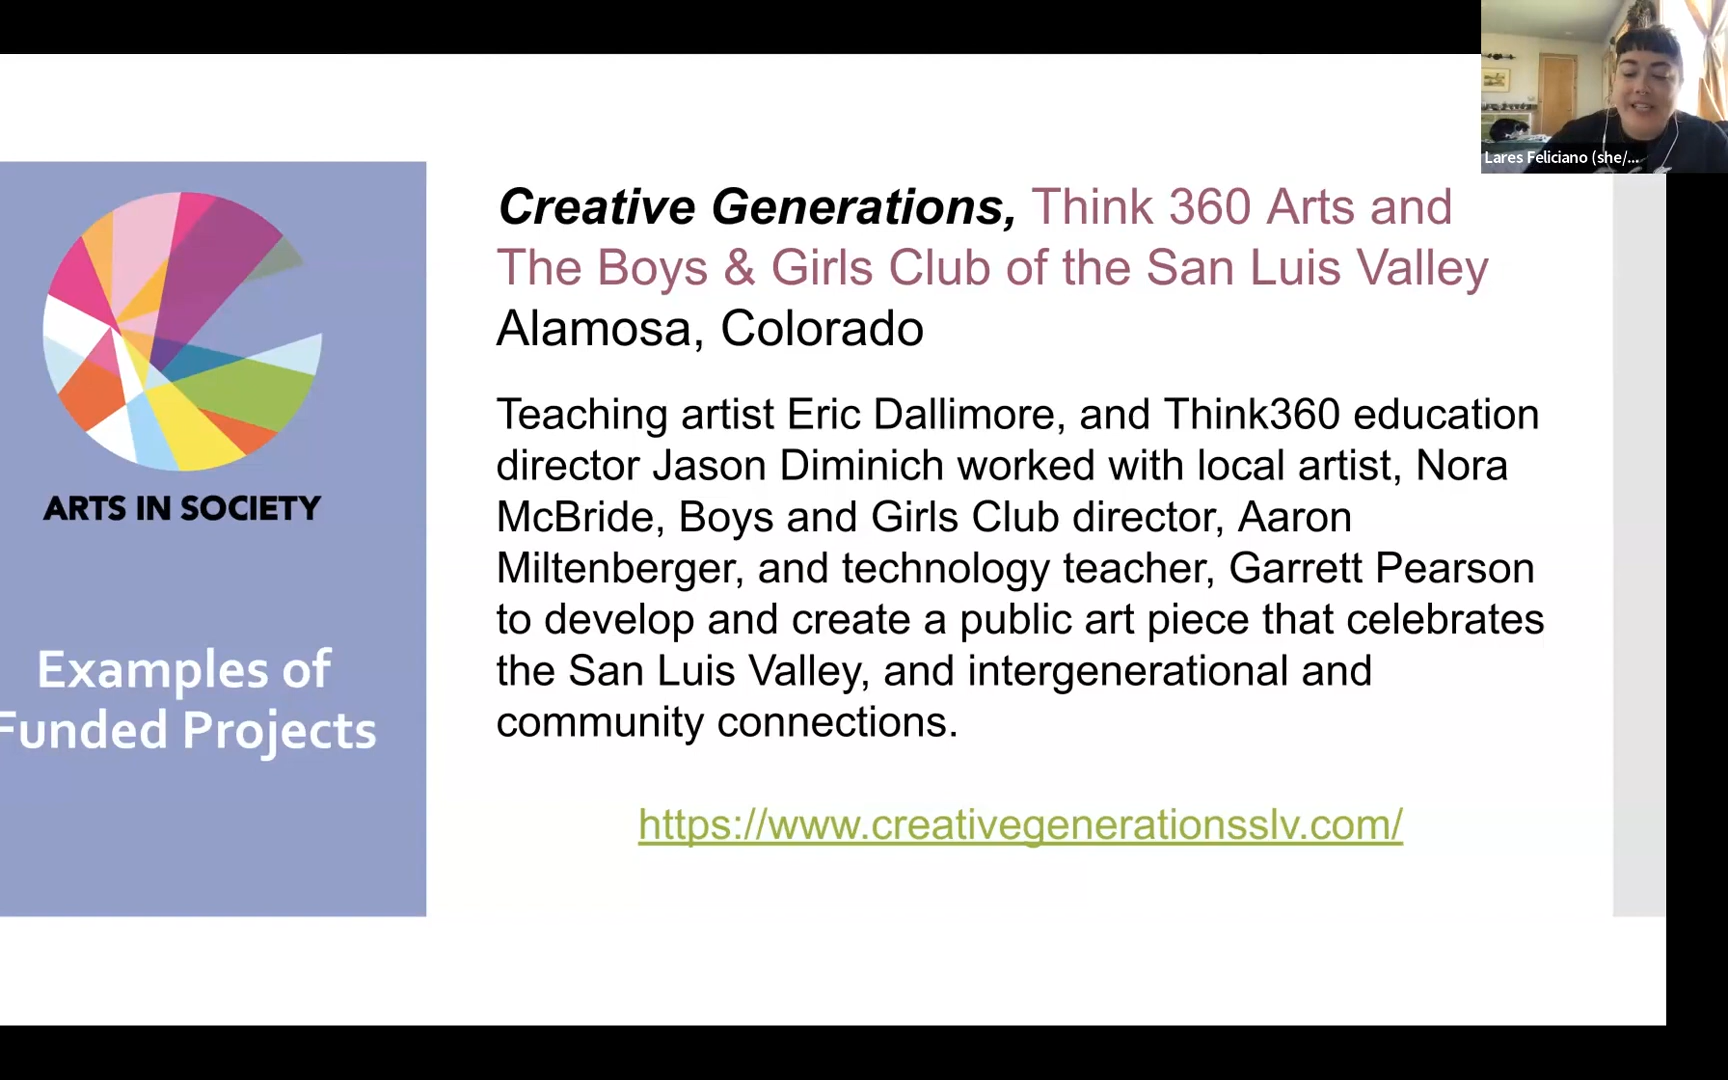 Lares Feliciano (she/...
Creative Generations, Think 360 Arts and
The Boys & Girls Club of the San Luis Valley
Alamosa, Colorado
Teaching artist Eric Dallimore, and Think360 education
director Jason Diminich worked with local artist, Nora
McBride, Boys and Girls Club director, Aaron
Miltenberger, and technology teacher, Garrett Pearson
to develop and create a public art piece that celebrates
the San Luis Valley, and intergenerational and
community connections.
https://www.creativegenerationsslv.com/
ARTS IN SOCIETY
Examples of
Funded Projects